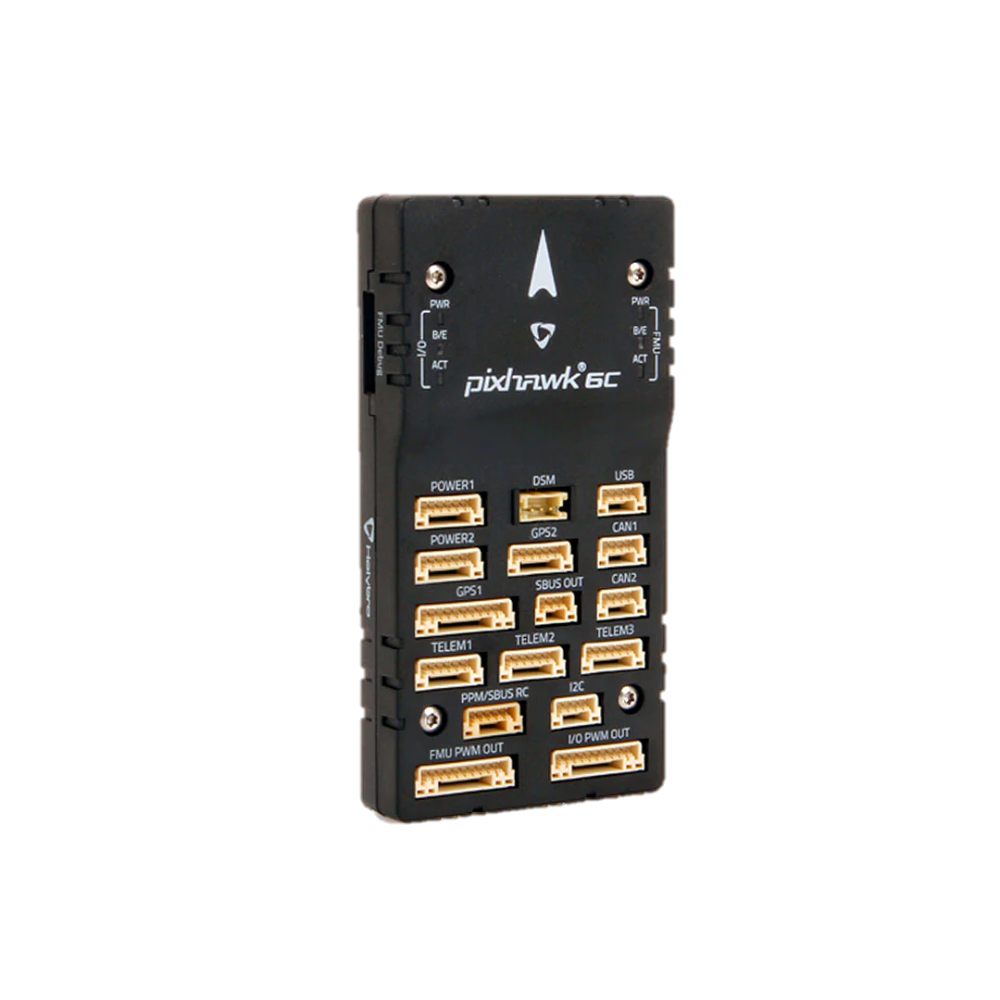 PWR
PWR
B/E
B/E
I/O
FMU
ACT
ACT
FMU Debug
pixhawk® 6C
POWER1
DSM
USB
POWER2
GPS2
CAN1
GPS1
SBUS OUT
CAN2
Holybro
TELEM1
TELEM2
TELEM3
PPM/SBUS RC
I2C
FMU PWM OUT
I/O PWM OUT